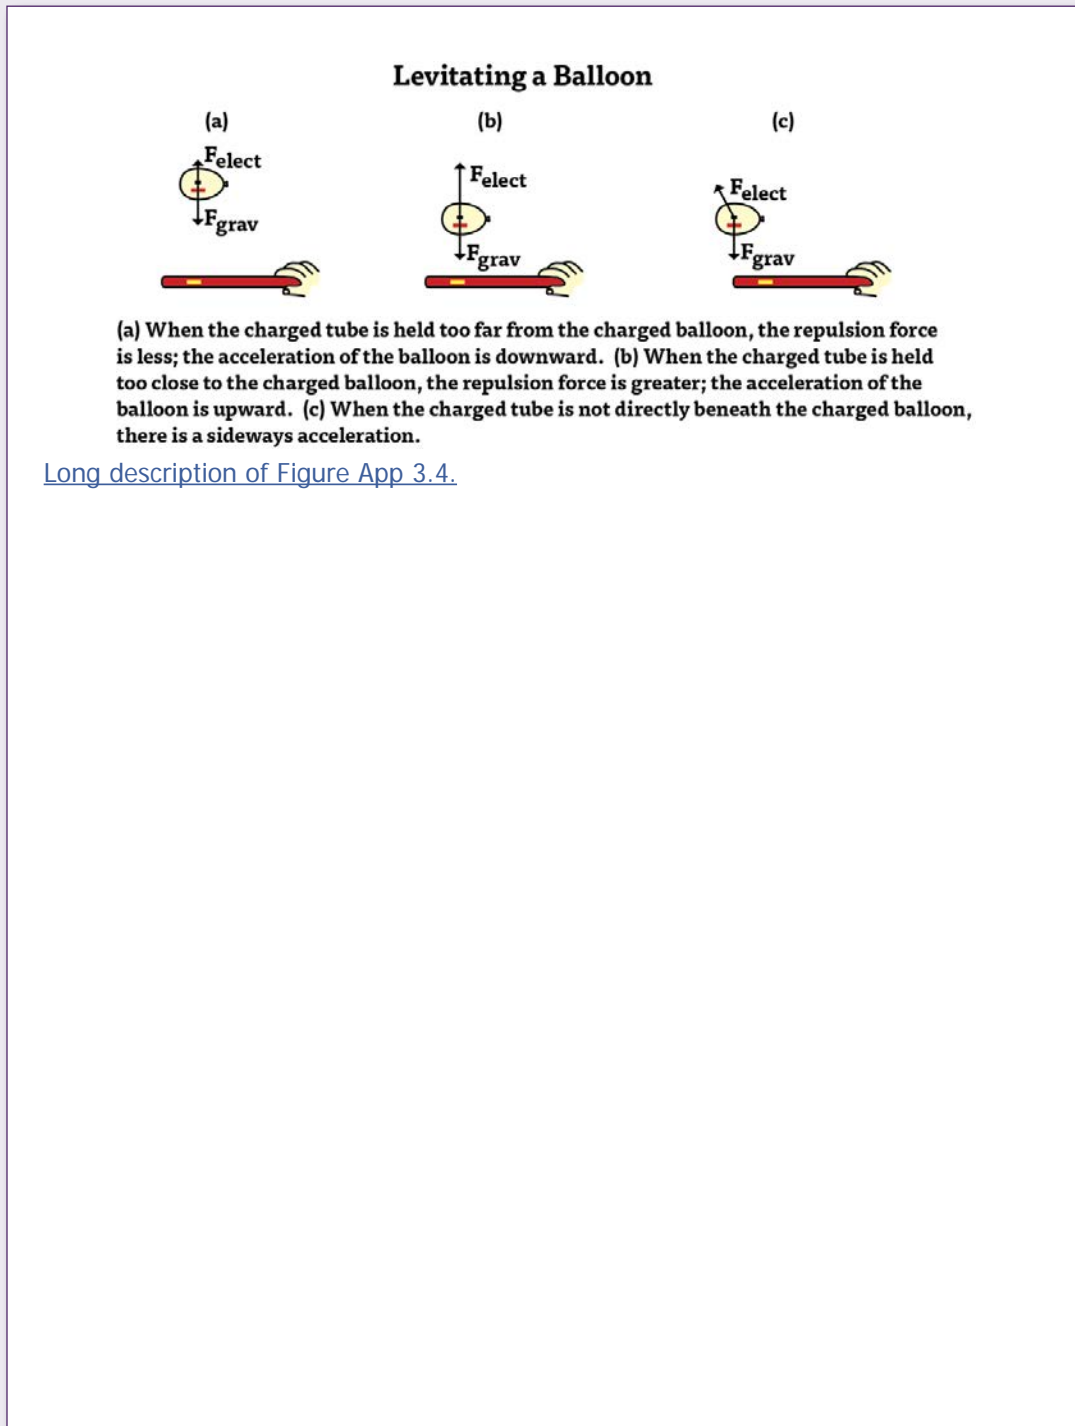 Levitating a Balloon
(a)
(b)
(c)
Felect
Fgrav
Felect
Fgrav
Felect
Fgrav
(a) When the charged tube is held too far from the charged balloon, the repulsion force
is less; the acceleration of the balloon is downward. (b) When the charged tube is held
too close to the charged balloon, the repulsion force is greater; the acceleration of the
balloon is upward. (c) When the charged tube is not directly beneath the charged balloon,
there is a sideways acceleration.
Long description of Figure App 3.4.